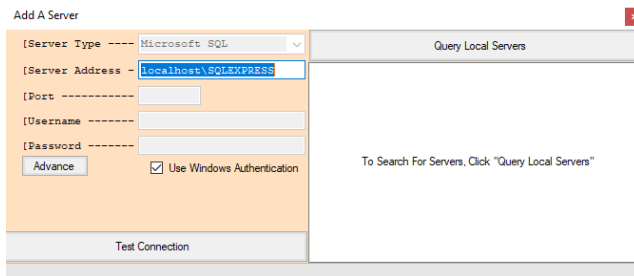 Add A Server
[Server Type ---- Microsoft SQL
[Server Address - localhost\SQLEXPRESS
[Port -----------
[Username -------
[Password -------
Advance
Use Windows Authentication
Test Connection
Query Local Servers
To Search For Servers, Click "Query Local Servers"